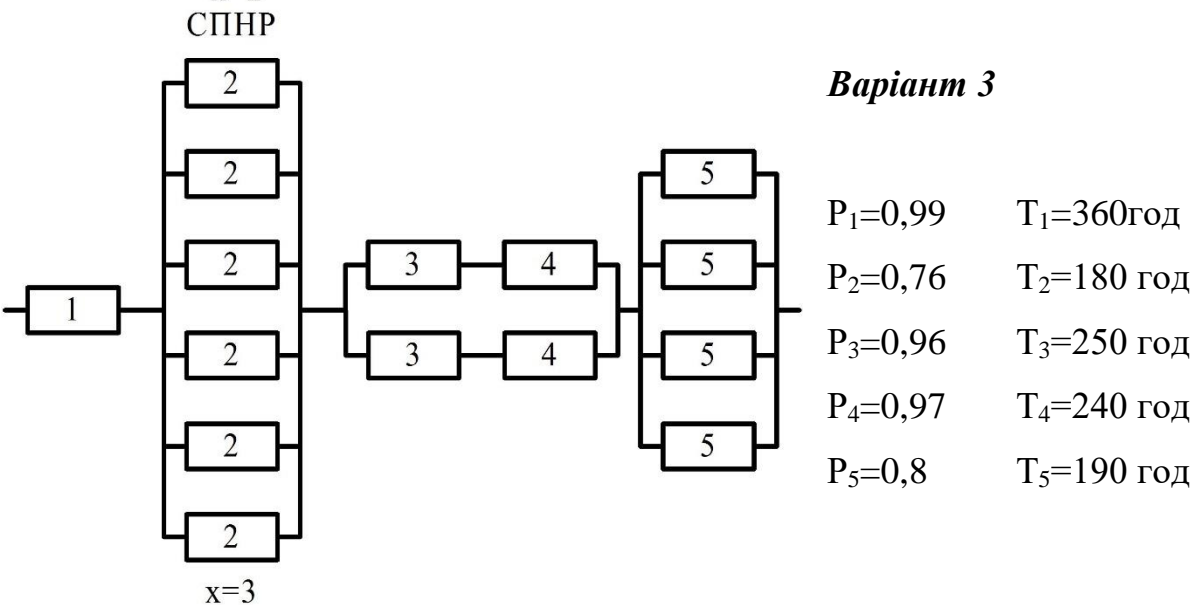 СПНР
2
2
2
2
2
2
x=3
1
3
4
3
4
5
5
5
5
Варіант 3
P₁=0,99 T₁=360год
P₂=0,76 T₂=180 год
P₃=0,96 T₃=250 год
P₄=0,97 T₄=240 год
P₅=0,8 T₅=190 год